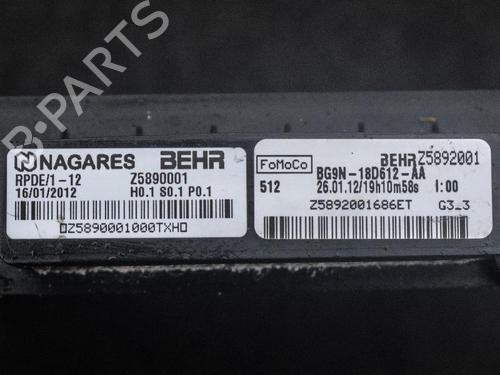 NAGARES BEHR
RPDE/1-12 Z5890001
16/01/2012 H0.1 S0.1 P0.1
□Z5890001000TXH□
BEHR Z5892001
FoMoCo BG9N-18D612-AA
512 26.01.12/19h10m58s I:00
Z5892001686ET G3_3
B-PARTS